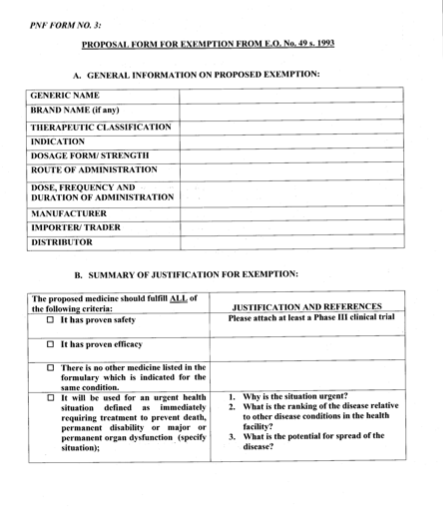 PNF FORM NO. 3:
PROPOSAL FORM FOR EXEMPTION FROM E.O. No. 49 s. 1993
A. GENERAL INFORMATION ON PROPOSED EXEMPTION:
GENERIC NAME
BRAND NAME (if any)
THERAPEUTIC CLASSIFICATION
INDICATION
DOSAGE FORM/ STRENGTH
ROUTE OF ADMINISTRATION
DOSE, FREQUENCY AND
DURATION OF ADMINISTRATION
MANUFACTURER
IMPORTER/ TRADER
DISTRIBUTOR
B. SUMMARY OF JUSTIFICATION FOR EXEMPTION:
The proposed medicine should fulfill ALL of
the following criteria:
JUSTIFICATION AND REFERENCES
☐ It has proven safety
Please attach at least a Phase III clinical trial
☐ It has proven efficacy
☐ There is no other medicine listed in the
formulary which is indicated for the
same condition.
☐ It will be used for an urgent health
situation defined as immediately
requiring treatment to prevent death,
permanent disability or major or
permanent organ dysfunction (specify
situation);
1. Why is the situation urgent?
2. What is the ranking of the disease relative
to other disease conditions in the health
facility?
3. What is the potential for spread of the
disease?